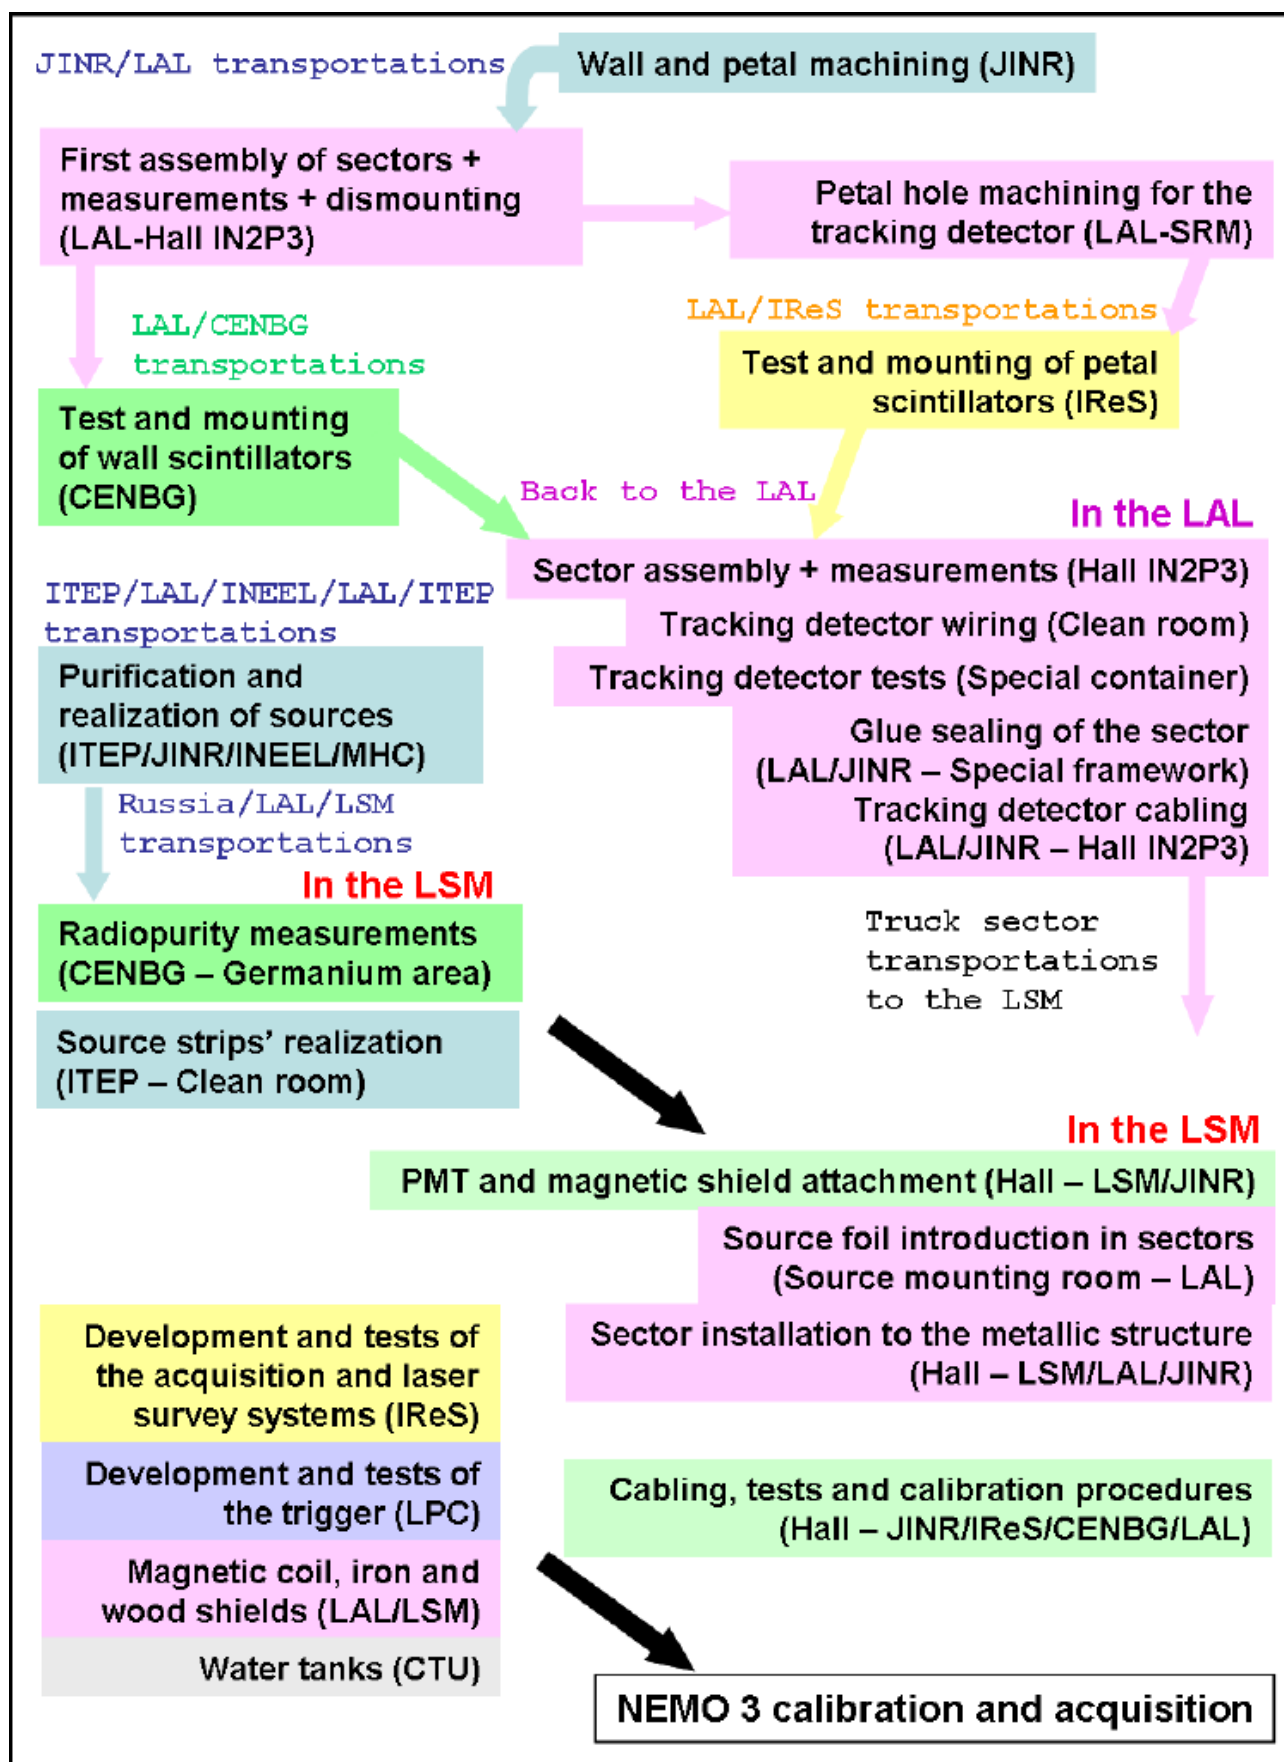 JINR/LAL transportations
Wall and petal machining (JINR)
First assembly of sectors +
measurements + dismounting
(LAL-Hall IN2P3)
Petal hole machining for the
tracking detector (LAL-SRM)
LAL/CENBG
transportations
LAL/IReS transportations
Test and mounting of petal
scintillators (IReS)
Test and mounting
of wall scintillators
(CENBG)
Back to the LAL
In the LAL
Sector assembly + measurements (Hall IN2P3)
Tracking detector wiring (Clean room)
Tracking detector tests (Special container)
Glue sealing of the sector
(LAL/JINR – Special framework)
Tracking detector cabling
(LAL/JINR – Hall IN2P3)
ITEP/LAL/INEEL/LAL/ITEP
transportations
Purification and
realization of sources
(ITEP/JINR/INEEL/MHC)
Russia/LAL/LSM
transportations
In the LSM
Radiopurity measurements
(CENBG – Germanium area)
Source strips’ realization
(ITEP – Clean room)
Truck sector
transportations
to the LSM
In the LSM
PMT and magnetic shield attachment (Hall – LSM/JINR)
Source foil introduction in sectors
(Source mounting room – LAL)
Sector installation to the metallic structure
(Hall – LSM/LAL/JINR)
Development and tests of
the acquisition and laser
survey systems (IReS)
Development and tests of
the trigger (LPC)
Magnetic coil, iron and
wood shields (LAL/LSM)
Water tanks (CTU)
Cabling, tests and calibration procedures
(Hall – JINR/IReS/CENBG/LAL)
NEMO 3 calibration and acquisition